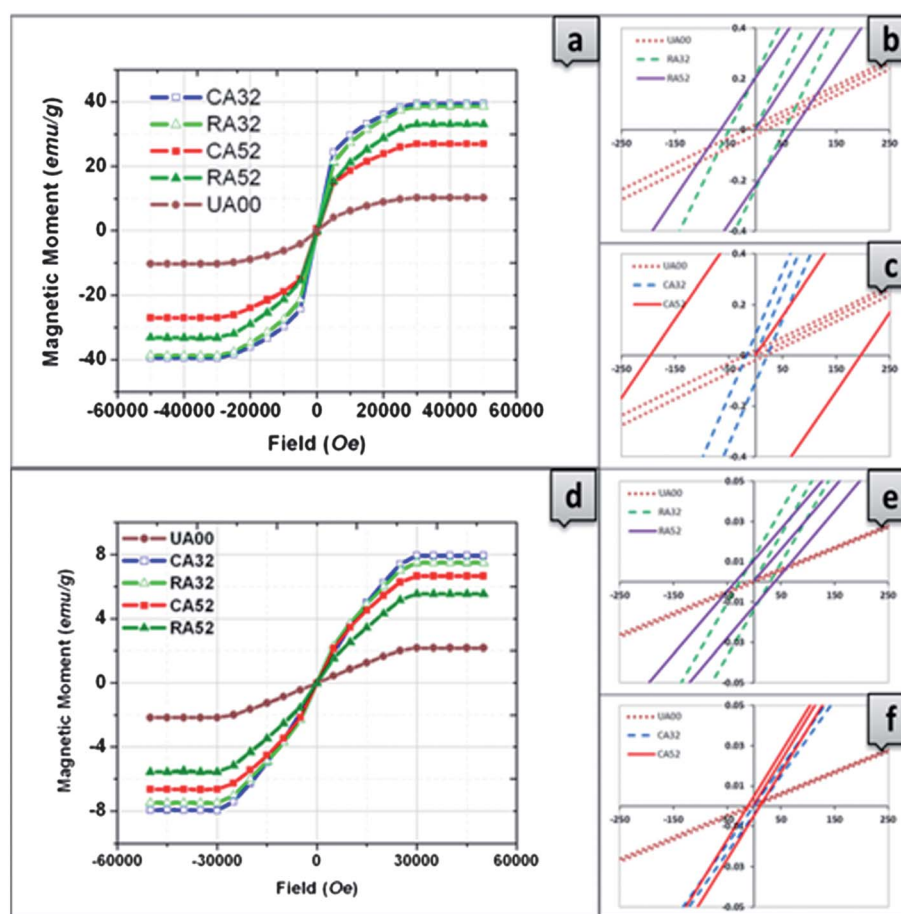 a
Magnetic Moment (emu/g)
40
20
0
-20
-40
CA32
RA32
CA52
RA52
UA00
-60000 -40000 -20000 0 20000 40000 60000
Field (Oe)
b
UA00
RA32
RA52
0.4
0.2
0
-0.2
-0.4
-250 -150 -50 50 150 250
c
UA00
CA32
CA52
0.4
0.2
0
-0.2
-0.4
-250 -150 -50 50 150 250
d
Magnetic Moment (emu/g)
8
4
0
-4
-8
UA00
CA32
RA32
CA52
RA52
-60000 -30000 0 30000 60000
Field (Oe)
e
UA00
RA32
RA52
0.05
0.03
0.01
-0.01
-0.03
-0.05
-250 -150 -50 50 150 250
f
UA00
CA32
CA52
0.05
0.03
0.01
-0.03
-0.05
-250 -150 -50 50 150 250